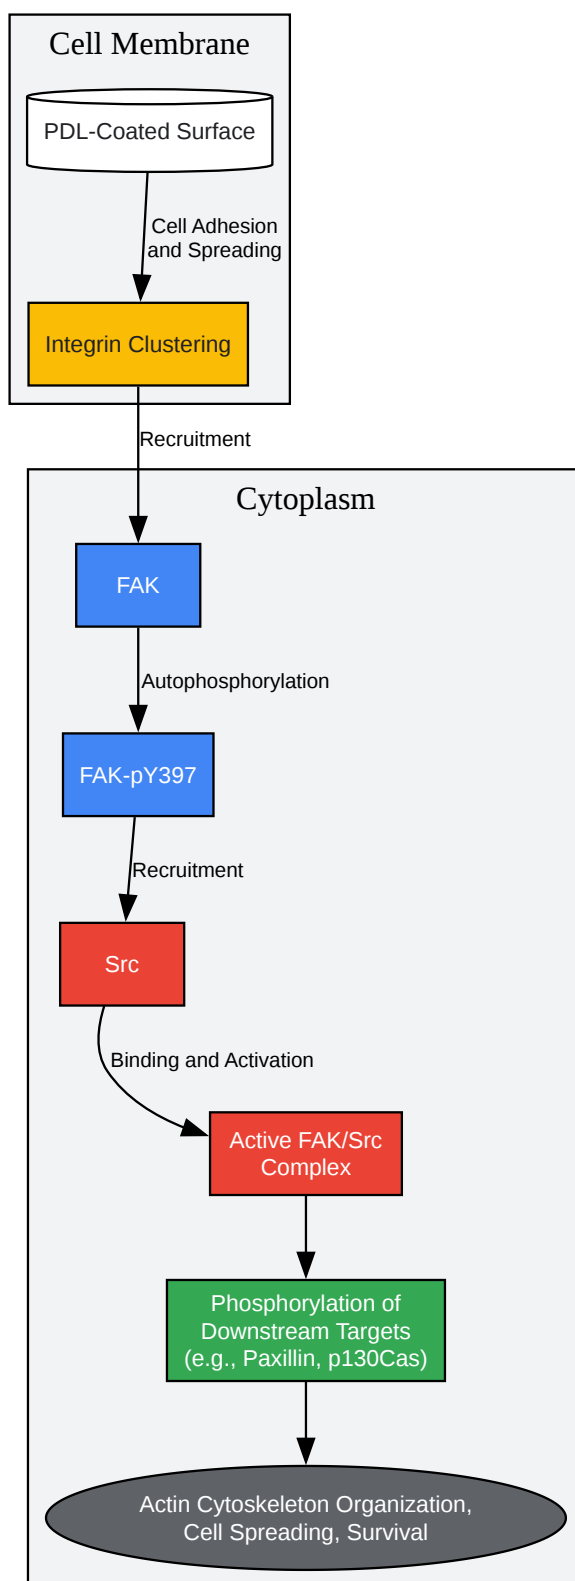 Cell Membrane
PDL-Coated Surface
Cell Adhesion
and Spreading
Integrin Clustering
Recruitment
Cytoplasm
FAK
Autophosphorylation
FAK-pY397
Recruitment
Src
Binding and Activation
Active FAK/Src
Complex
Phosphorylation of
Downstream Targets
(e.g., Paxillin, p130Cas)
Actin Cytoskeleton Organization,
Cell Spreading, Survival